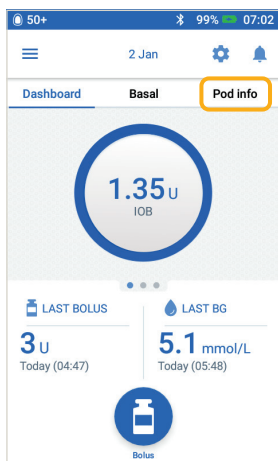 50+ 99% 07:02
2 Jan
Dashboard Basal Pod info
1.35 U
IOB
LAST BOLUS
3 U
Today (04:47)
LAST BG
5.1 mmol/L
Today (05:48)
Bolus